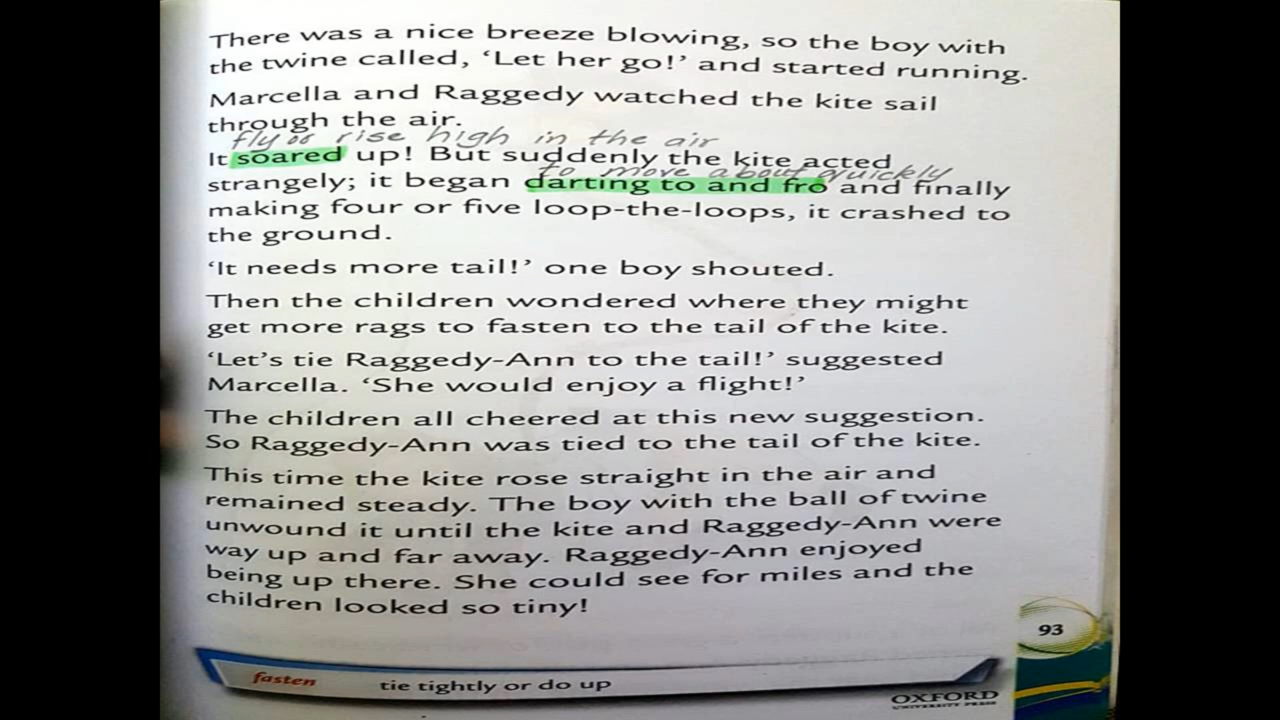 There was a nice breeze blowing, so the boy with
the twine called, ‘Let her go!’ and started running.
Marcella and Raggedy watched the kite sail
through the air.
fly or rise high in the air
It soared up! But suddenly the kite acted
to move about quickly
strangely; it began darting to and fro and finally
making four or five loop-the-loops, it crashed to
the ground.
‘It needs more tail!’ one boy shouted.
Then the children wondered where they might
get more rags to fasten to the tail of the kite.
‘Let’s tie Raggedy-Ann to the tail!’ suggested
Marcella. ‘She would enjoy a flight!’
The children all cheered at this new suggestion.
So Raggedy-Ann was tied to the tail of the kite.
This time the kite rose straight in the air and
remained steady. The boy with the ball of twine
unwound it until the kite and Raggedy-Ann were
way up and far away. Raggedy-Ann enjoyed
being up there. She could see for miles and the
children looked so tiny!
93
fasten tie tightly or do up
OXFORD
UNIVERSITY PRESS